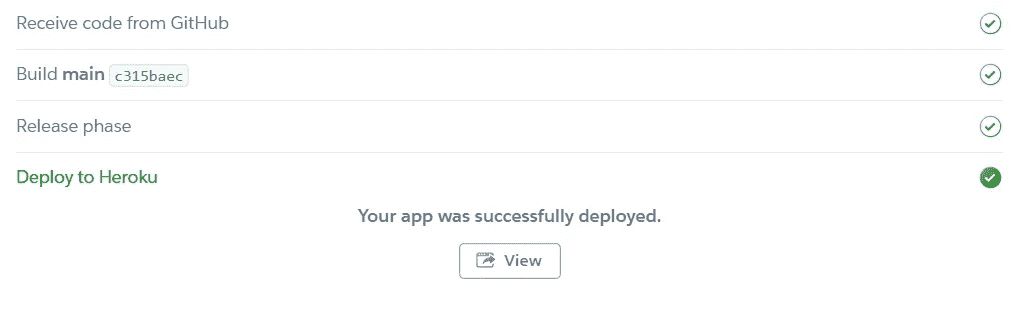 Receive code from GitHub
Build main c315baec
Release phase
Deploy to Heroku
Your app was successfully deployed.
View